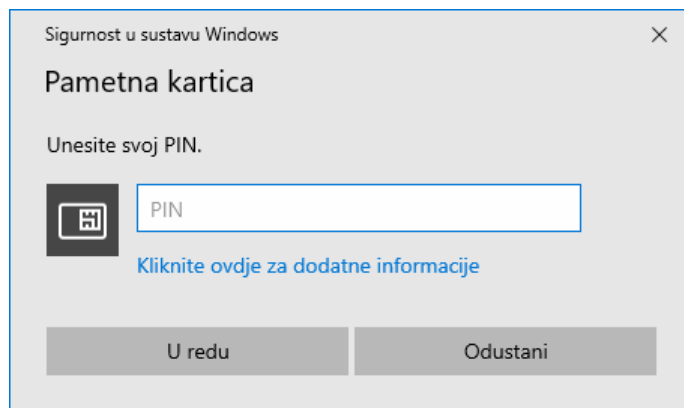 Sigurnost u sustavu Windows
Pametna kartica
Unesite svoj PIN.
PIN
Kliknite ovdje za dodatne informacije
U redu
Odustani